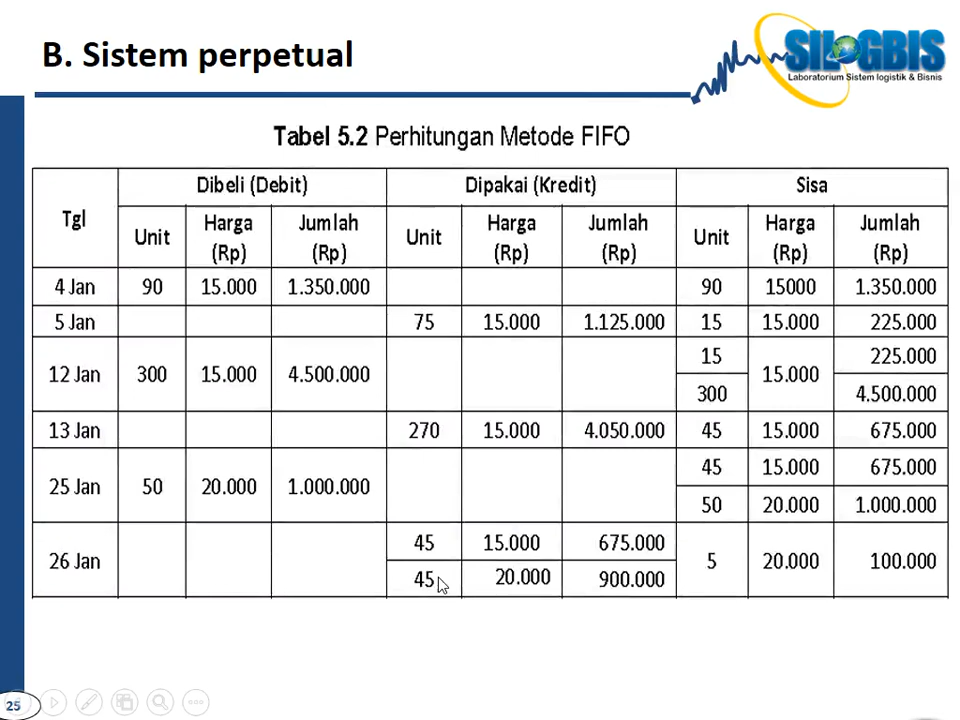 B. Sistem perpetual
SILOGBIS
Laboratorium Sistem logistik & Bisnis
Tabel 5.2 Perhitungan Metode FIFO
Tgl Dibeli (Debit) Dipakai (Kredit) Sisa
Unit Harga (Rp) Jumlah (Rp) Unit Harga (Rp) Jumlah (Rp) Unit Harga (Rp) Jumlah (Rp)
4 Jan 90 15.000 1.350.000 90 15000 1.350.000
5 Jan 75 15.000 1.125.000 15 15.000 225.000
12 Jan 300 15.000 4.500.000 15 15.000 225.000
300 4.500.000
13 Jan 270 15.000 4.050.000 45 15.000 675.000
25 Jan 50 20.000 1.000.000 45 15.000 675.000
50 20.000 1.000.000
26 Jan 45 15.000 675.000 5 20.000 100.000
45 20.000 900.000
25